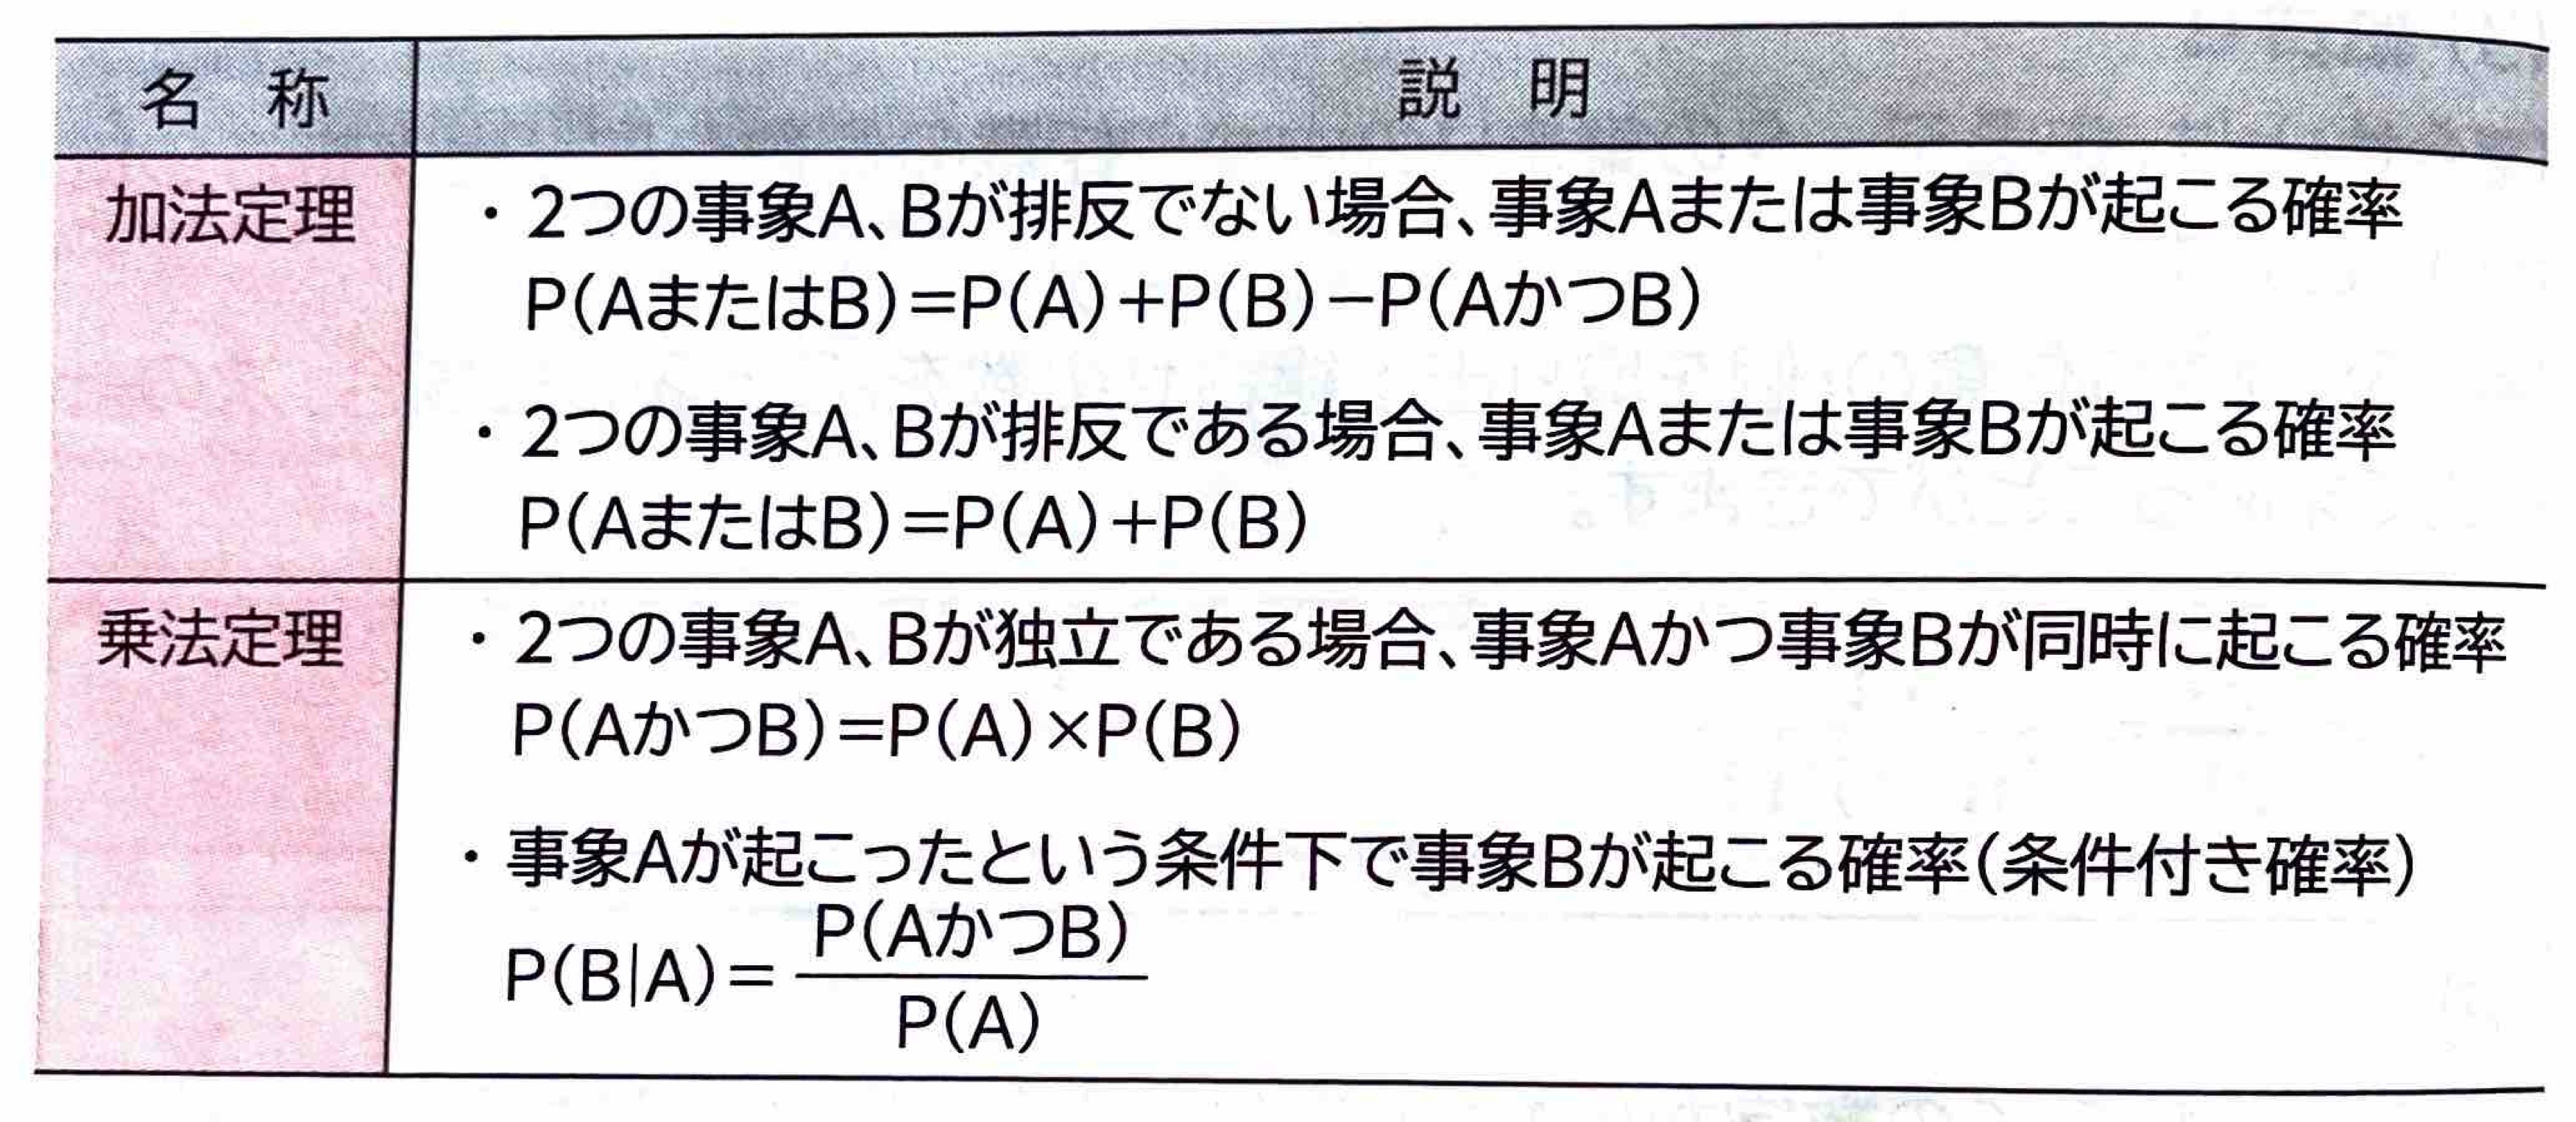 名 称
説 明
加法定理
・2つの事象A、Bが排反でない場合、事象Aまたは事象Bが起こる確率
P(AまたはB)=P(A)+P(B)−P(AかつB)
・2つの事象A、Bが排反である場合、事象Aまたは事象Bが起こる確率
P(AまたはB)=P(A)+P(B)
乗法定理
・2つの事象A、Bが独立である場合、事象Aかつ事象Bが同時に起こる確率
P(AかつB)=P(A)×P(B)
・事象Aが起こったという条件下で事象Bが起こる確率(条件付き確率)
P(AかつB)
P(B|A)=
P(A)